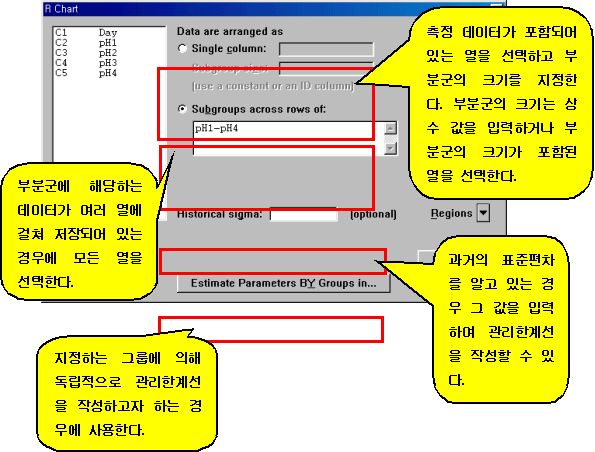 R Chart
C1 Day
C2 pH1
C3 pH2
C4 pH3
C5 pH4
Data are arranged as
Single column:
Subgroup size:
(use a constant or an ID column)
Subgroups across rows of:
pH1-pH4
Historical sigma:
(optional)
Regions
Estimate Parameters BY Groups in...
측정 데이터가 포함되어
있는 열을 선택하고 부
분군의 크기를 지정한
다. 부분군의 크기는 상
수 값을 입력하거나 부
분군의 크기가 포함된
열을 선택한다.
부분군에 해당하는
데이터가 여러 열에
걸쳐 저장되어 있는
경우에 모든 열을
선택한다.
과거의 표준편차
를 알고 있는 경
우 그 값을 입력
하여 관리한계선
을 작성할 수 있
다.
지정하는 그룹에 의해
독립적으로 관리한계선
을 작성하고자 하는 경
우에 사용한다.